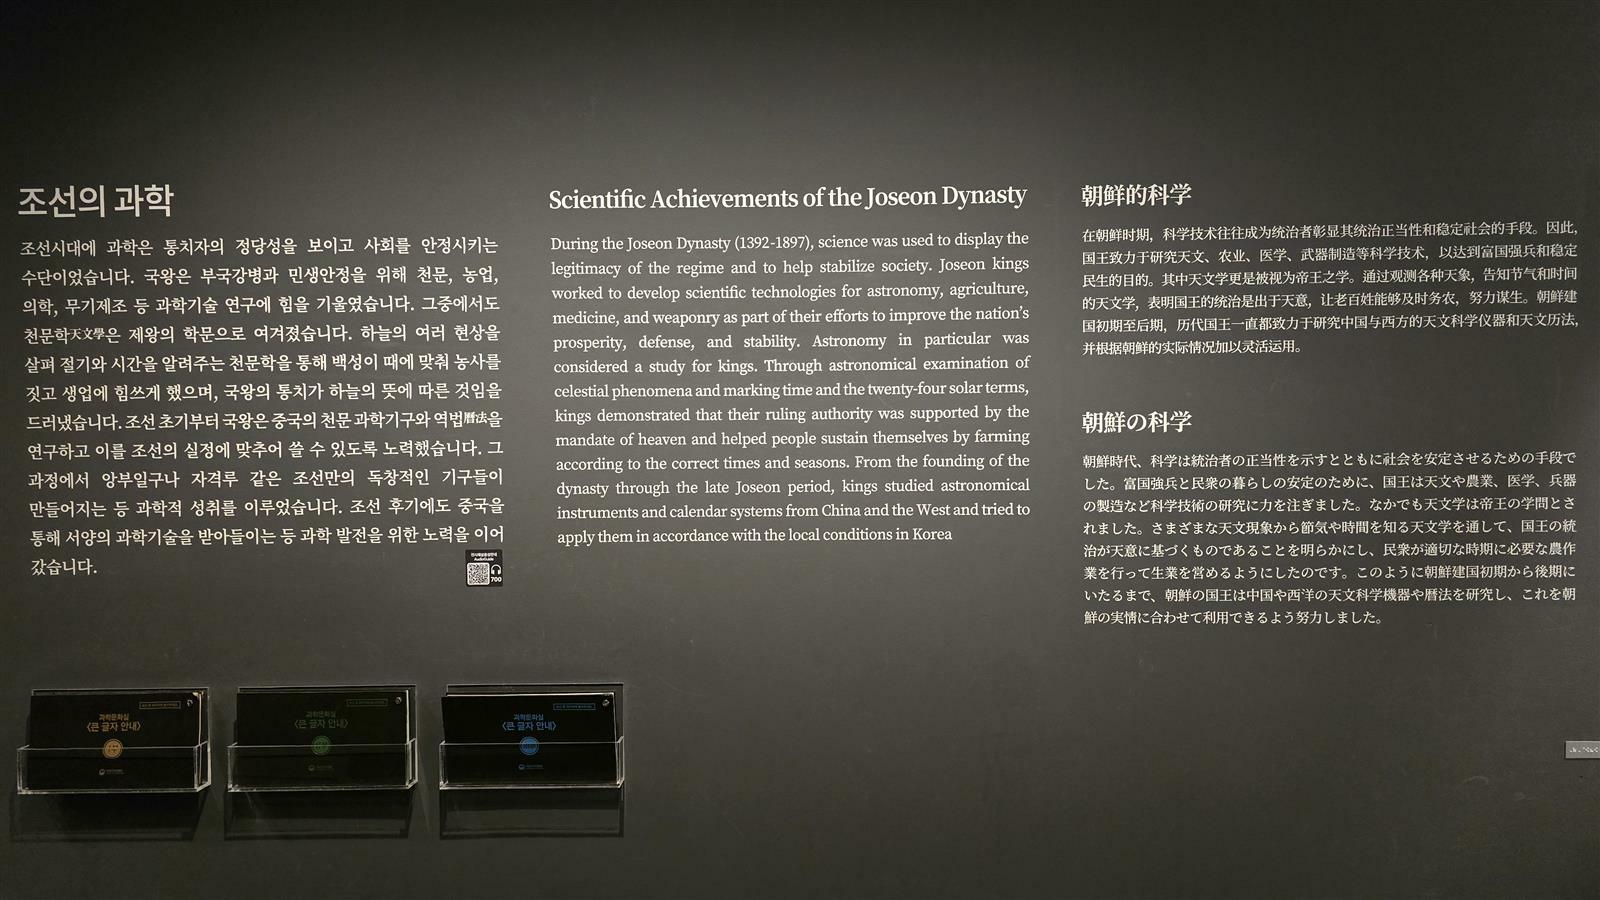 조선의 과학
조선시대에 과학은 통치자의 정당성을 보이고 사회를 안정시키는
수단이었습니다. 국왕은 부국강병과 민생안정을 위해 천문, 농업,
의학, 무기제조 등 과학기술 연구에 힘을 기울였습니다. 그중에서도
천문학天文學은 제왕의 학문으로 여겨졌습니다. 하늘의 여러 현상을
살펴 절기와 시간을 알려주는 천문학을 통해 백성이 때에 맞춰 농사를
짓고 생업에 힘쓰게 했으며, 국왕의 통치가 하늘의 뜻에 따른 것임을
드러냈습니다. 조선 초기부터 국왕은 중국의 천문 과학기구와 역법曆法을
연구하고 이를 조선의 실정에 맞추어 쓸 수 있도록 노력했습니다. 그
과정에서 앙부일구나 자격루 같은 조선만의 독창적인 기구들이
만들어지는 등 과학적 성취를 이루었습니다. 조선 후기에도 중국을
통해 서양의 과학기술을 받아들이는 등 과학 발전을 위한 노력을 이어
갔습니다.
AudioGuide
700
Scientific Achievements of the Joseon Dynasty
During the Joseon Dynasty (1392-1897), science was used to display the
legitimacy of the regime and to help stabilize society. Joseon kings
worked to develop scientific technologies for astronomy, agriculture,
medicine, and weaponry as part of their efforts to improve the nation's
prosperity, defense, and stability. Astronomy in particular was
considered a study for kings. Through astronomical examination of
celestial phenomena and marking time and the twenty-four solar terms,
kings demonstrated that their ruling authority was supported by the
mandate of heaven and helped people sustain themselves by farming
according to the correct times and seasons. From the founding of the
dynasty through the late Joseon period, kings studied astronomical
instruments and calendar systems from China and the West and tried to
apply them in accordance with the local conditions in Korea
朝鲜的科学
在朝鲜时期，科学技术往往成为统治者彰显其统治正当性和稳定社会的手段。因此，
国王致力于研究天文、农业、医学、武器制造等科学技术，以达到富国强兵和稳定
民生的目的。其中天文学更是被视为帝王之学。通过观测各种天象，告知节气和时间
的天文学，表明国王的统治是出于天意，让老百姓能够及时务农，努力谋生。朝鲜建
国初期至后期，历代国王一直都致力于研究中国与西方的天文科学仪器和天文历法，
并根据朝鲜的实际情况加以灵活运用。
朝鮮の科学
朝鮮時代、科学は統治者の正当性を示すとともに社会を安定させるための手段で
した。富国強兵と民衆の暮らしの安定のために、国王は天文や農業、医学、兵器
の製造など科学技術の研究に力を注ぎました。なかでも天文学は帝王の学問とさ
れました。さまざまな天文現象から節気や時間を知る天文学を通して、国王の統
治が天意に基づくものであることを明らかにし、民衆が適切な時期に必要な農作
業を行って生業を営めるようにしたのです。このように朝鮮建国初期から後期に
いたるまで、朝鮮の国王は中国や西洋の天文科学機器や暦法を研究し、これを朝
鮮の実情に合わせて利用できるよう努力しました。
과학문화실
〈큰 글자 안내〉
과학문화실
〈큰 글자 안내〉
과학문화실
〈큰 글자 안내〉